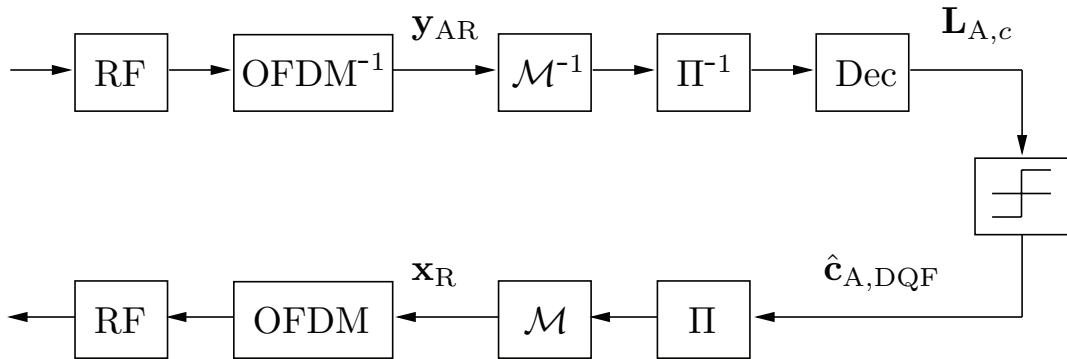 y_AR L_A,c
RF OFDM^-1 ℳ^-1 Π^-1 Dec
x_R ĉ_A,DQF
RF OFDM ℳ Π